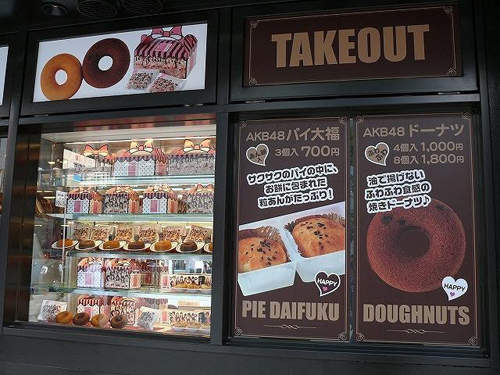 TAKEOUT
AKB48 パイ大福
3個入 700円
サクサクのパイの中に、
お餅に包まれた
粒あんがたっぷり!
HAPPY
PIE DAIFUKU
AKB48 ドーナツ
4個入 1,000円
8個入 1,800円
油で揚げない
ふわふわ食感の
焼きドーナツ♪
HAPPY
DOUGHNUTS